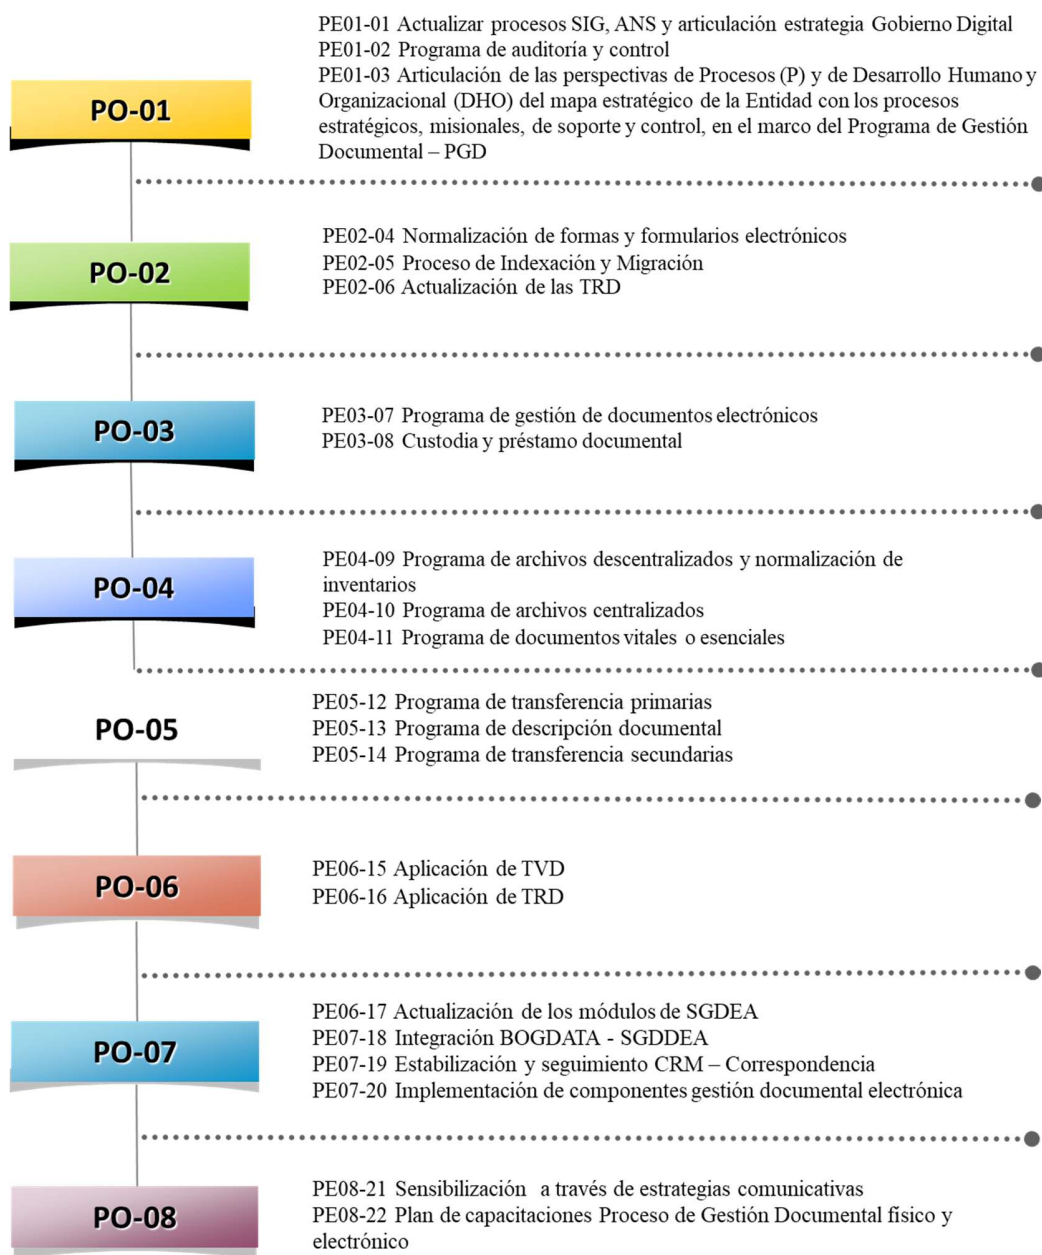 PE01-01 Actualizar procesos SIG, ANS y articulación estrategia Gobierno Digital
PE01-02 Programa de auditoría y control
PE01-03 Articulación de las perspectivas de Procesos (P) y de Desarrollo Humano y
Organizacional (DHO) del mapa estratégico de la Entidad con los procesos
estratégicos, misionales, de soporte y control, en el marco del Programa de Gestión
Documental – PGD
PO-01
PE02-04 Normalización de formas y formularios electrónicos
PE02-05 Proceso de Indexación y Migración
PE02-06 Actualización de las TRD
PO-02
PE03-07 Programa de gestión de documentos electrónicos
PE03-08 Custodia y préstamo documental
PO-03
PE04-09 Programa de archivos descentralizados y normalización de
inventarios
PE04-10 Programa de archivos centralizados
PE04-11 Programa de documentos vitales o esenciales
PO-04
PE05-12 Programa de transferencia primarias
PE05-13 Programa de descripción documental
PE05-14 Programa de transferencia secundarias
PO-05
PE06-15 Aplicación de TVD
PE06-16 Aplicación de TRD
PO-06
PE06-17 Actualización de los módulos de SGDEA
PE07-18 Integración BOGDATA - SGDDEA
PE07-19 Estabilización y seguimiento CRM – Correspondencia
PE07-20 Implementación de componentes gestión documental electrónica
PO-07
PE08-21 Sensibilización a través de estrategias comunicativas
PE08-22 Plan de capacitaciones Proceso de Gestión Documental físico y
electrónico
PO-08